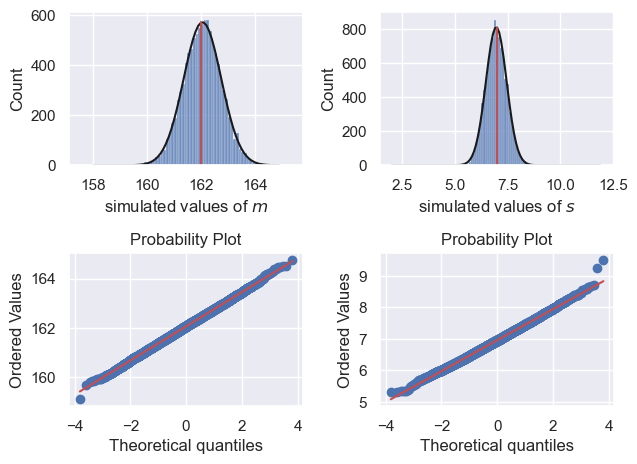 600
400
200
0
Count
158 160 162 164
simulated values of m
800
600
400
200
0
Count
2.5 5.0 7.5 10.0 12.5
simulated values of s
Probability Plot
164
162
160
Ordered Values
−4 −2 0 2 4
Theoretical quantiles
Probability Plot
9
8
7
6
5
Ordered Values
−4 −2 0 2 4
Theoretical quantiles